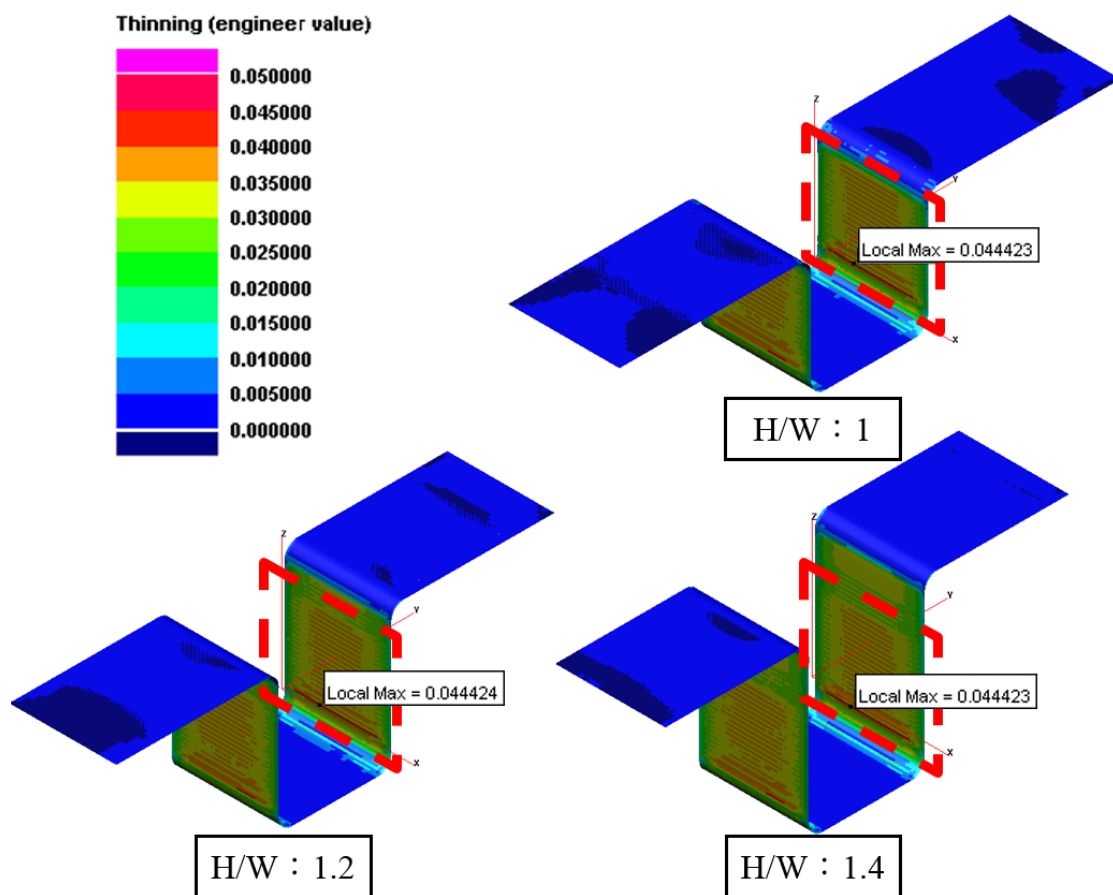 Thinning (engineer value)
0.050000
0.045000
0.040000
0.035000
0.030000
0.025000
0.020000
0.015000
0.010000
0.005000
0.000000
Z
Y
Local Max = 0.044423
X
H/W：1
Z
Y
Local Max = 0.044424
X
H/W：1.2
Z
Y
Local Max = 0.044423
X
H/W：1.4